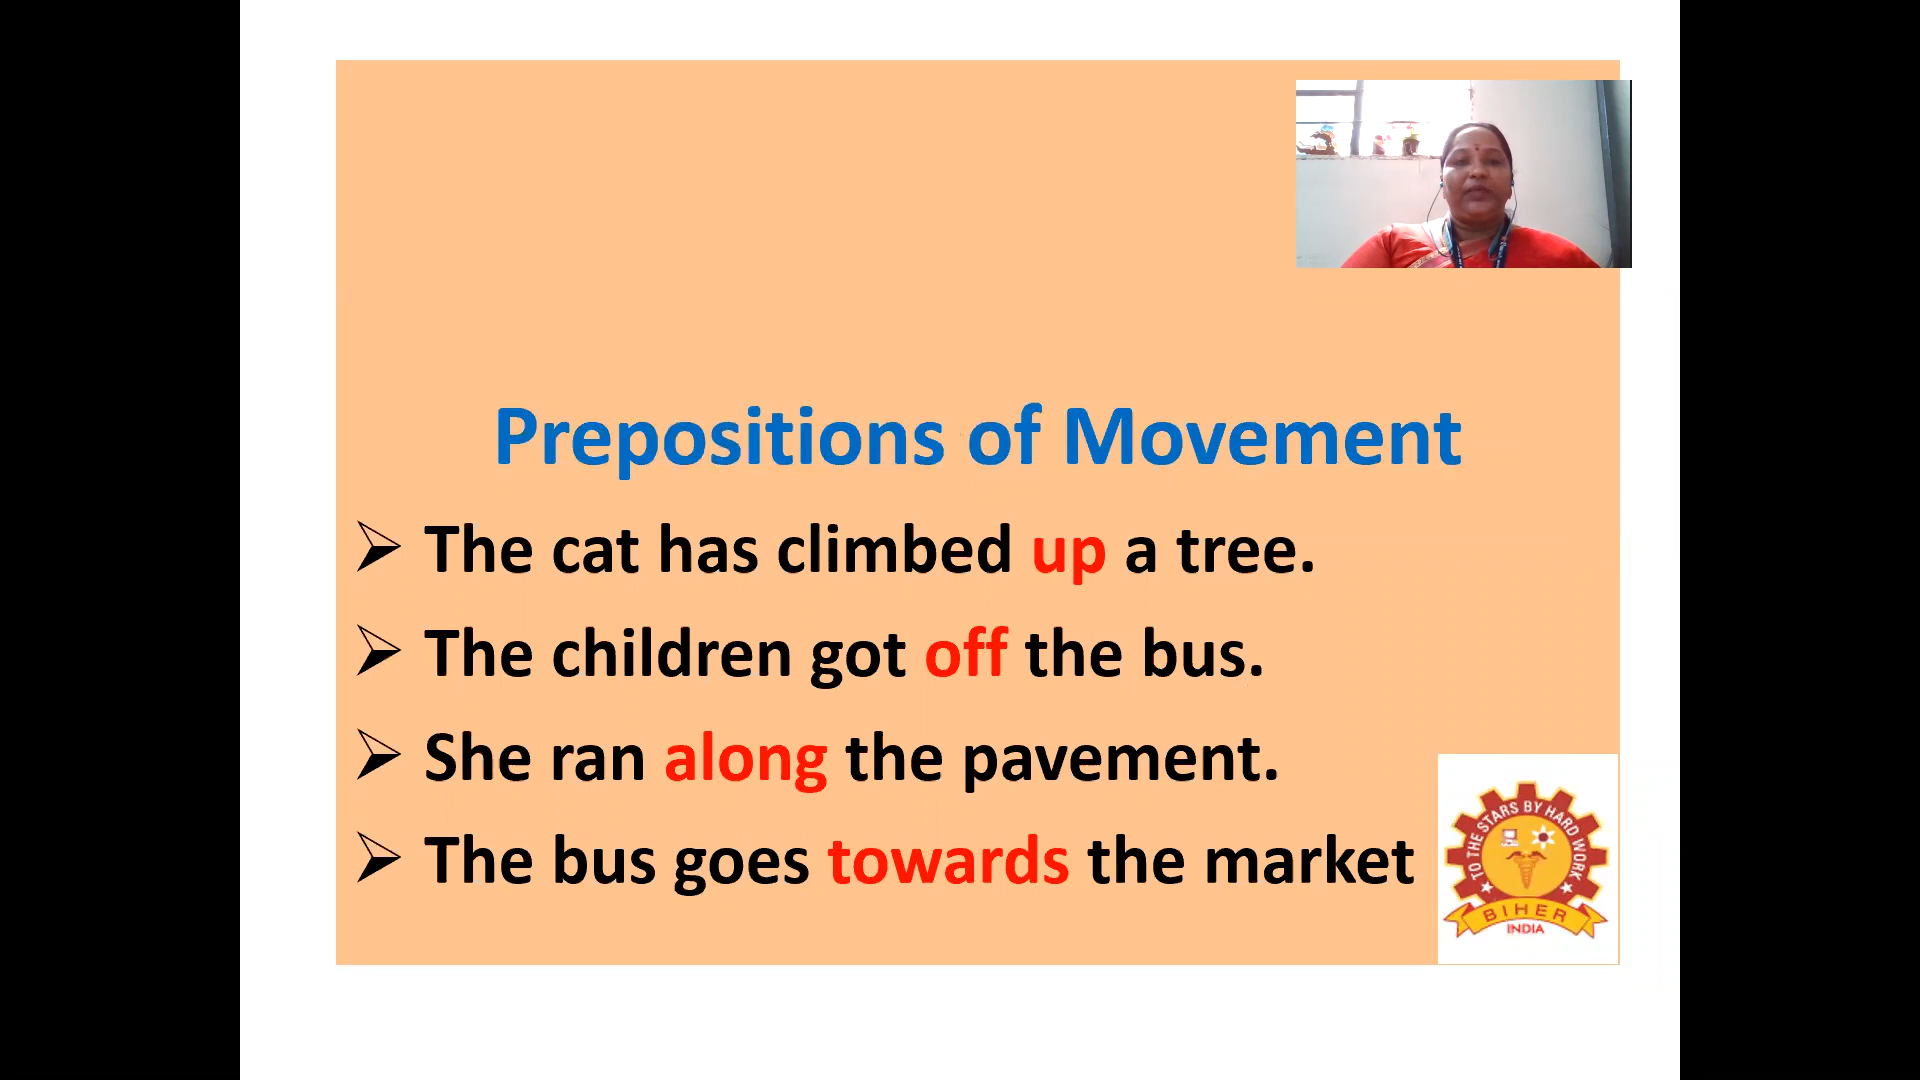 Prepositions of Movement
➢ The cat has climbed up a tree.
➢ The children got off the bus.
➢ She ran along the pavement.
➢ The bus goes towards the market
TO THE STARS BY HARD WORK
BIHER
INDIA